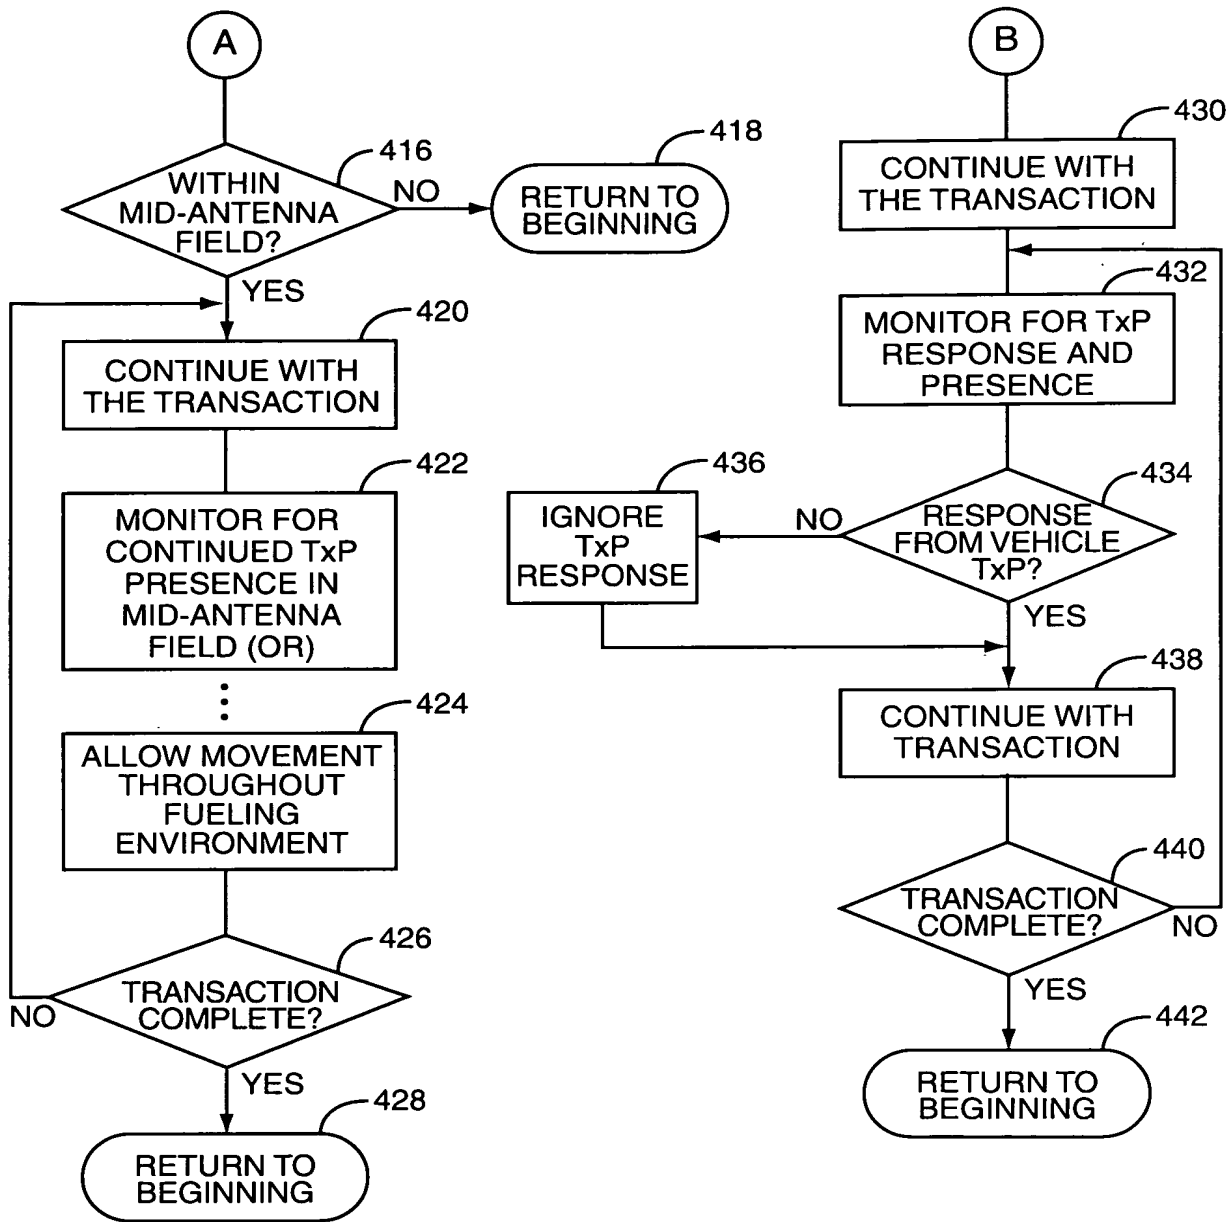 A
416
WITHIN
MID-ANTENNA
FIELD?
NO
418
RETURN TO
BEGINNING
YES
420
CONTINUE WITH
THE TRANSACTION
422
MONITOR FOR
CONTINUED TxP
PRESENCE IN
MID-ANTENNA
FIELD (OR)
424
ALLOW MOVEMENT
THROUGHOUT
FUELING
ENVIRONMENT
426
TRANSACTION
COMPLETE?
NO
YES
428
RETURN TO
BEGINNING
B
430
CONTINUE WITH
THE TRANSACTION
432
MONITOR FOR TxP
RESPONSE AND
PRESENCE
434
RESPONSE
FROM VEHICLE
TxP?
NO
436
IGNORE
TxP
RESPONSE
YES
438
CONTINUE WITH
TRANSACTION
440
TRANSACTION
COMPLETE?
NO
YES
442
RETURN TO
BEGINNING